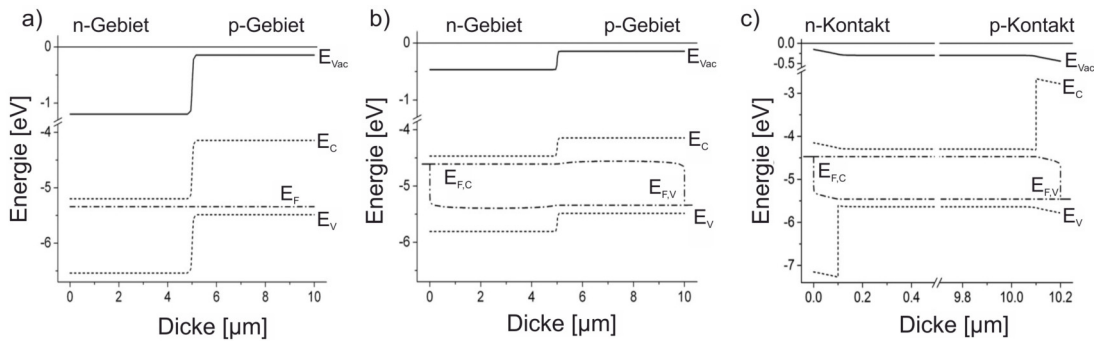 a)
n-Gebiet p-Gebiet
Energie [eV]
0
-1
-4
-5
-6
E_Vac
E_C
E_F
E_V
0 2 4 6 8 10
Dicke [µm]
b)
n-Gebiet p-Gebiet
Energie [eV]
0
-1
-4
-5
-6
E_Vac
E_C
E_F,C
E_F,V
E_V
0 2 4 6 8 10
Dicke [µm]
c)
n-Kontakt p-Kontakt
Energie [eV]
0.0
-0.5
-3
-4
-5
-6
-7
E_Vac
E_C
E_F,C
E_F,V
E_V
0.0 0.2 0.4 9.8 10.0 10.2
Dicke [µm]